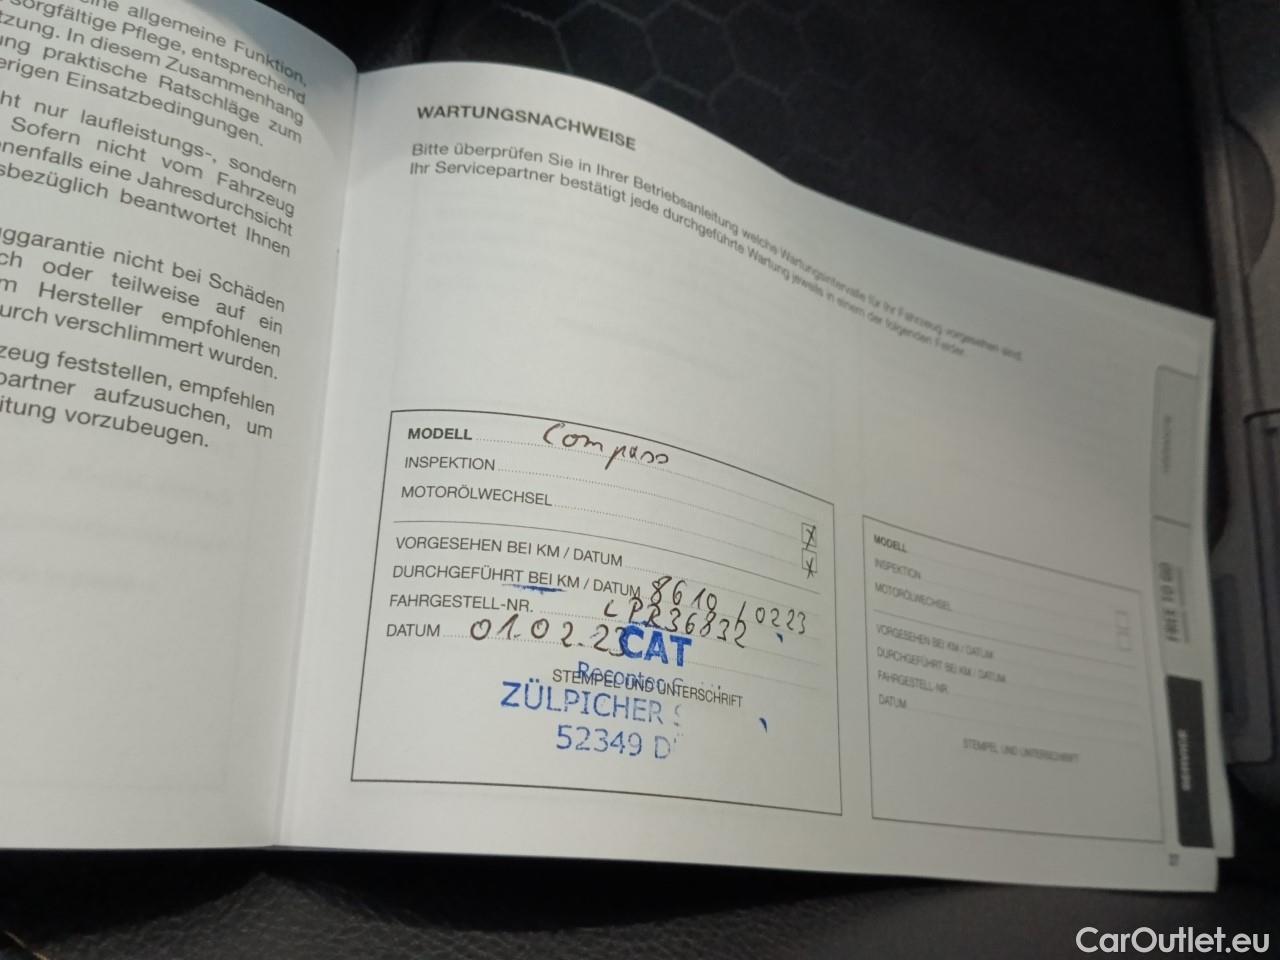 eine allgemeine Funktion,
sorgfältige Pflege, entsprechend
tzung. In diesem Zusammenhang
ung praktische Ratschläge zum
erigen Einsatzbedingungen.
ht nur laufleistungs-, sondern
Sofern nicht vom Fahrzeug
nenfalls eine Jahresdurchsicht
sbezüglich beantwortet Ihnen
ggarantie nicht bei Schäden
ch oder teilweise auf ein
m Hersteller empfohlenen
urch verschlimmert wurden.
zeug feststellen, empfehlen
partner aufzusuchen, um
itung vorzubeugen.
WARTUNGSNACHWEISE
Bitte überprüfen Sie in Ihrer Betriebsanleitung welche Wartungsintervalle für Ihr Fahrzeug vorgesehen sind.
Ihr Servicepartner bestätigt jede durchgeführte Wartung jeweils in einem der folgenden Felder.
MODELL Compass
INSPEKTION
MOTORÖLWECHSEL
VORGESEHEN BEI KM / DATUM
DURCHGEFÜHRT BEI KM / DATUM 8610 / 0223
FAHRGESTELL-NR. LPR36832
DATUM 01.02.23
CAT
STEMPEL UND UNTERSCHRIFT
ZÜLPICHER S
52349 D
MODELL
INSPEKTION
MOTORÖLWECHSEL
VORGESEHEN BEI KM / DATUM
DURCHGEFÜHRT BEI KM / DATUM
FAHRGESTELL-NR.
DATUM
STEMPEL UND UNTERSCHRIFT
SERVICE
CarOutlet.eu